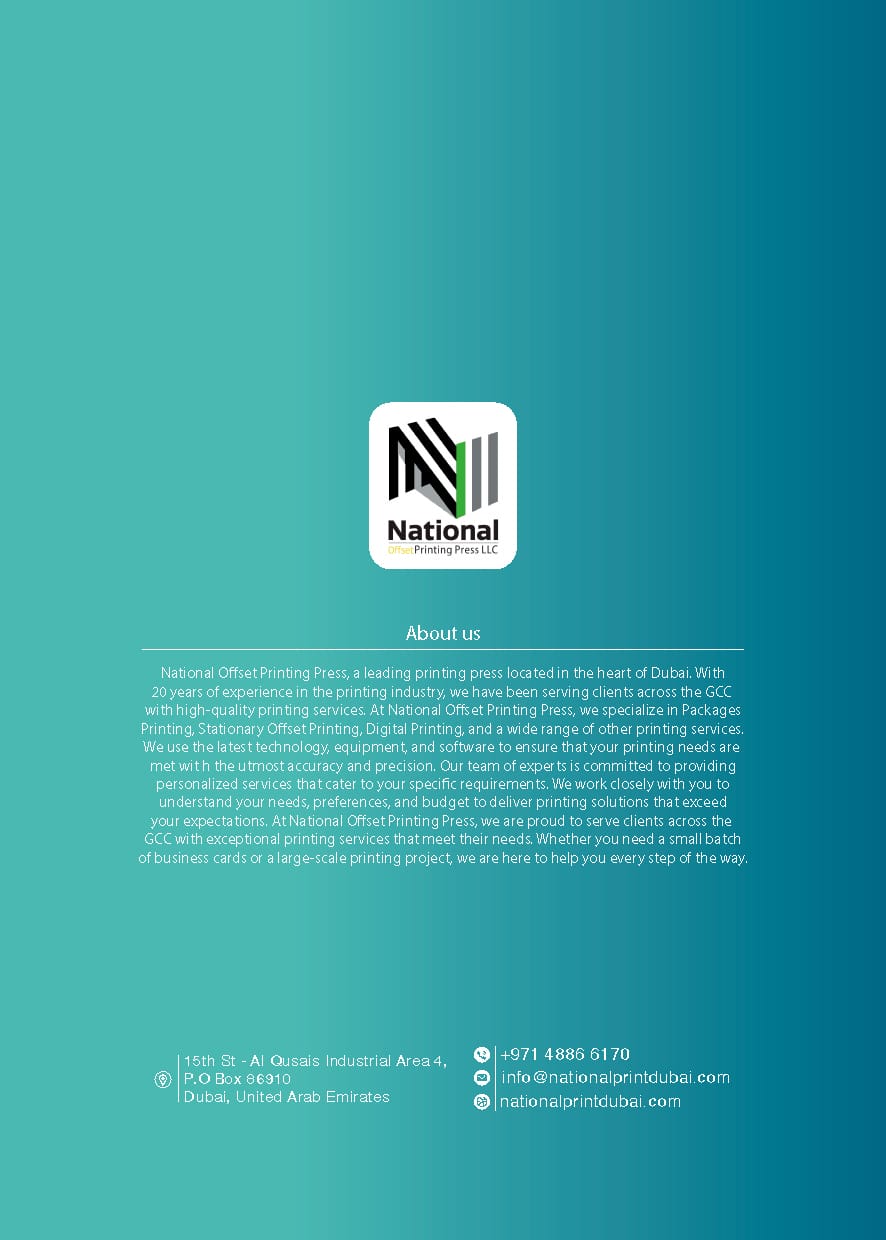 National
Offset Printing Press LLC
About us
National Offset Printing Press, a leading printing press located in the heart of Dubai. With
20 years of experience in the printing industry, we have been serving clients across the GCC
with high-quality printing services. At National Offset Printing Press, we specialize in Packages
Printing, Stationary Offset Printing, Digital Printing, and a wide range of other printing services.
We use the latest technology, equipment, and software to ensure that your printing needs are
met wit h the utmost accuracy and precision. Our team of experts is committed to providing
personalized services that cater to your specific requirements. We work closely with you to
understand your needs, preferences, and budget to deliver printing solutions that exceed
your expectations. At National Offset Printing Press, we are proud to serve clients across the
GCC with exceptional printing services that meet their needs. Whether you need a small batch
of business cards or a large-scale printing project, we are here to help you every step of the way.
15th St - Al Qusais Industrial Area 4,
P.O Box 86910
Dubai, United Arab Emirates
+971 4886 6170
info@nationalprintdubai.com
nationalprintdubai.com